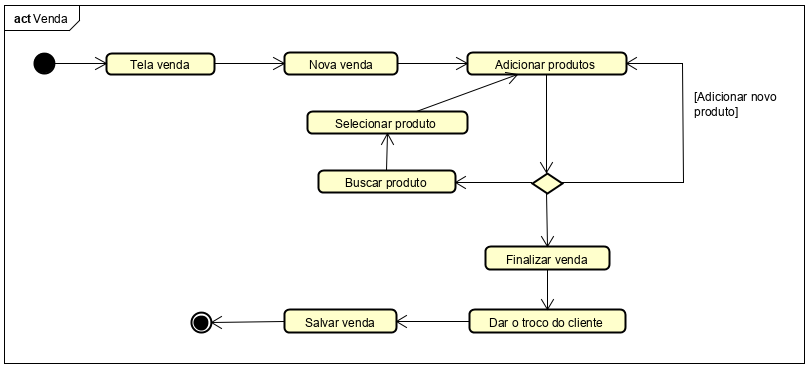 act Venda
Tela venda
Nova venda
Adicionar produtos
[Adicionar novo
produto]
Selecionar produto
Buscar produto
Finalizar venda
Salvar venda
Dar o troco do cliente